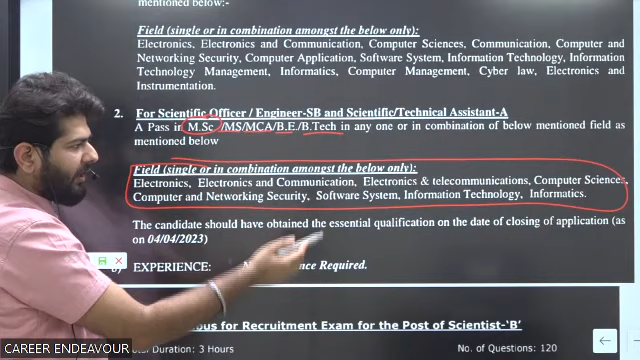 mentioned below:-
Field (single or in combination amongst the below only):
Electronics, Electronics and Communication, Computer Sciences, Communication, Computer and
Networking Security, Computer Application, Software System, Information Technology, Information
Technology Management, Informatics, Computer Management, Cyber law, Electronics and
Instrumentation.
2. For Scientific Officer / Engineer-SB and Scientific/Technical Assistant-A
A Pass in M.Sc /MS/MCA/B.E/B.Tech in any one or in combination of below mentioned field as
mentioned below
Field (single or in combination amongst the below only):
Electronics, Electronics and Communication, Electronics & telecommunications, Computer Sciences,
Computer and Networking Security, Software System, Information Technology, Informatics.
The candidate should have obtained the essential qualification on the date of closing of application (as
on 04/04/2023)
EXPERIENCE: Required.
for Recruitment Exam for the Post of Scientist-'B'
Duration: 3 Hours No. of Questions: 120
CAREER ENDEAVOUR